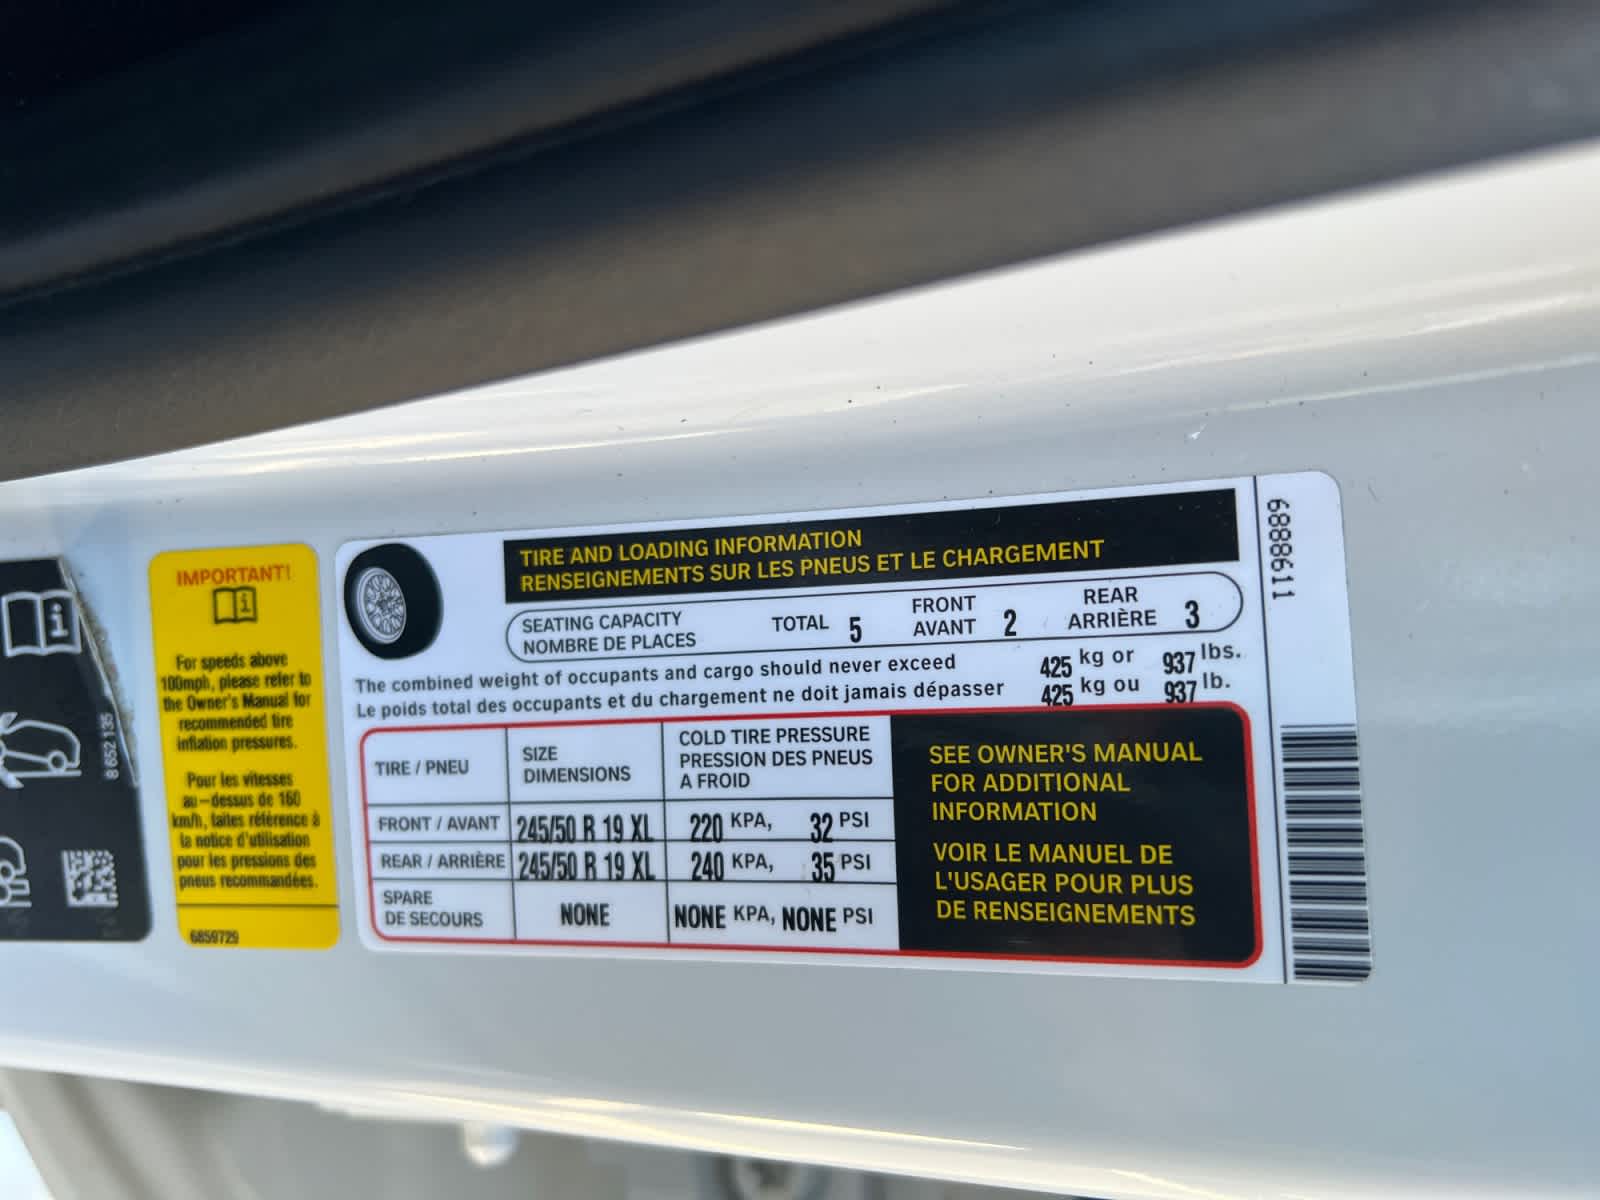 8 652 135
IMPORTANT!
For speeds above
100mph, please refer to
the Owner's Manual for
recommended tire
inflation pressures.
Pour les vitesses
au-dessus de 160
km/h, faites référence à
la notice d'utilisation
pour les pressions des
pneus recommandées.
6859729
TIRE AND LOADING INFORMATION
RENSEIGNEMENTS SUR LES PNEUS ET LE CHARGEMENT
SEATING CAPACITY
NOMBRE DE PLACES
TOTAL 5
FRONT
AVANT 2
REAR
ARRIÈRE 3
The combined weight of occupants and cargo should never exceed 425 kg or 937 lbs.
Le poids total des occupants et du chargement ne doit jamais dépasser 425 kg ou 937 lb.
TIRE / PNEU
SIZE
DIMENSIONS
COLD TIRE PRESSURE
PRESSION DES PNEUS
A FROID
FRONT / AVANT 245/50 R 19 XL 220 KPA, 32 PSI
REAR / ARRIÈRE 245/50 R 19 XL 240 KPA, 35 PSI
SPARE
DE SECOURS NONE NONE KPA, NONE PSI
SEE OWNER'S MANUAL
FOR ADDITIONAL
INFORMATION
VOIR LE MANUEL DE
L'USAGER POUR PLUS
DE RENSEIGNEMENTS
6888611